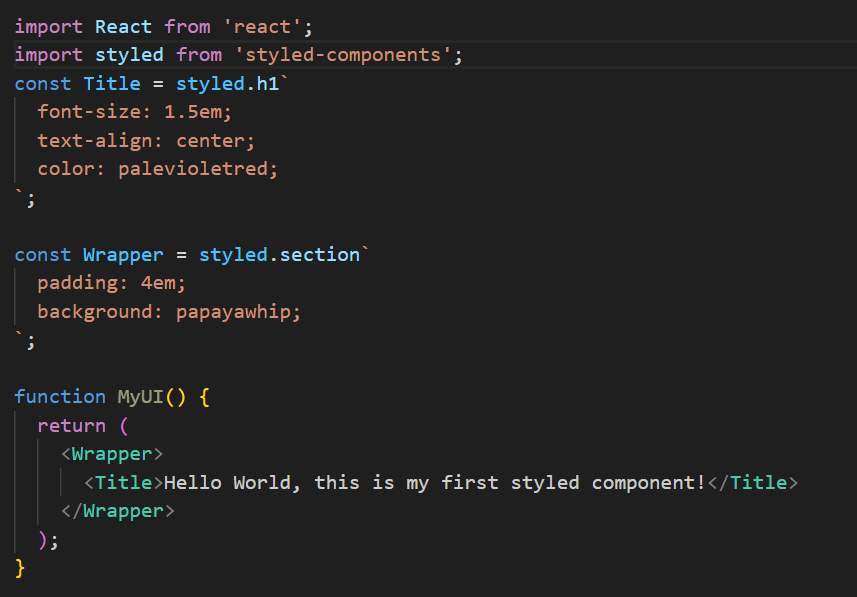 import React from 'react';
import styled from 'styled-components';
const Title = styled.h1`
  font-size: 1.5em;
  text-align: center;
  color: palevioletred;
`;

const Wrapper = styled.section`
  padding: 4em;
  background: papayawhip;
`;

function MyUI() {
  return (
    <Wrapper>
      <Title>Hello World, this is my first styled component!</Title>
    </Wrapper>
  );
}